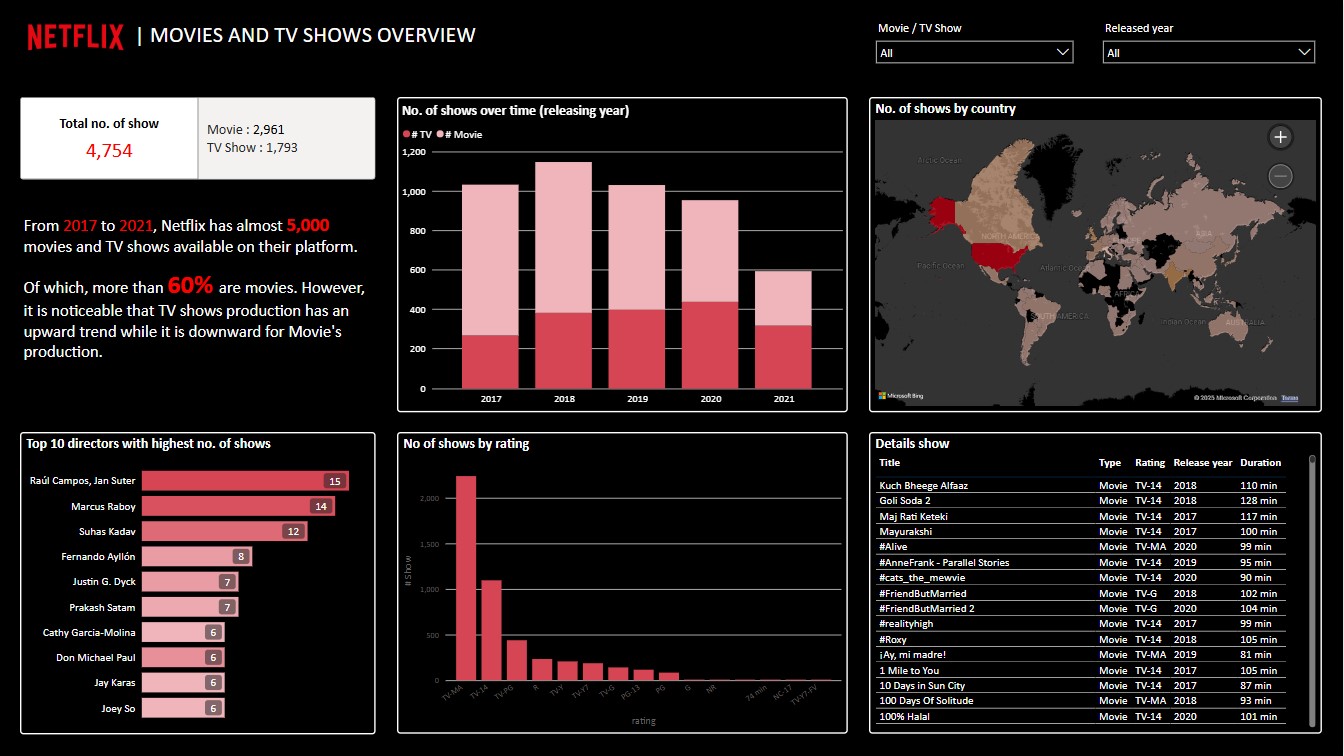 NETFLIX | MOVIES AND TV SHOWS OVERVIEW
Movie / TV Show
All
Released year
All
Total no. of show
4,754
Movie : 2,961
TV Show : 1,793
From 2017 to 2021, Netflix has almost 5,000
movies and TV shows available on their platform.
Of which, more than 60% are movies. However,
it is noticeable that TV shows production has an
upward trend while it is downward for Movie's
production.
No. of shows over time (releasing year)
# TV # Movie
1,200
1,000
800
600
400
200
0
2017 2018 2019 2020 2021
No. of shows by country
Arctic Ocean
NORTH AMERICA
ASIA
Pacific Ocean
Atlantic Ocean
AFRICA
SOUTH AMERICA
Indian Ocean
AUSTRALIA
Microsoft Bing
© 2025 Microsoft Corporation Terms
Top 10 directors with highest no. of shows
Raúl Campos, Jan Suter 15
Marcus Raboy 14
Suhas Kadav 12
Fernando Ayllón 8
Justin G. Dyck 7
Prakash Satam 7
Cathy Garcia-Molina 6
Don Michael Paul 6
Jay Karas 6
Joey So 6
No of shows by rating
# Show
2,000
1,500
1,000
500
0
TV-MA TV-14 TV-PG R TV-Y TV-Y7 TV-G PG-13 PG G NR 74 min NC-17 TV-Y7-FV
rating
Details show
Title Type Rating Release year Duration
Kuch Bheege Alfaaz Movie TV-14 2018 110 min
Goli Soda 2 Movie TV-14 2018 128 min
Maj Rati Keteki Movie TV-14 2017 117 min
Mayurakshi Movie TV-14 2017 100 min
#Alive Movie TV-MA 2020 99 min
#AnneFrank - Parallel Stories Movie TV-14 2019 95 min
#cats_the_mewvie Movie TV-14 2020 90 min
#FriendButMarried Movie TV-G 2018 102 min
#FriendButMarried 2 Movie TV-G 2020 104 min
#realityhigh Movie TV-14 2017 99 min
#Roxy Movie TV-14 2018 105 min
¡Ay, mi madre! Movie TV-MA 2019 81 min
1 Mile to You Movie TV-14 2017 105 min
10 Days in Sun City Movie TV-14 2017 87 min
100 Days Of Solitude Movie TV-MA 2018 93 min
100% Halal Movie TV-14 2020 101 min